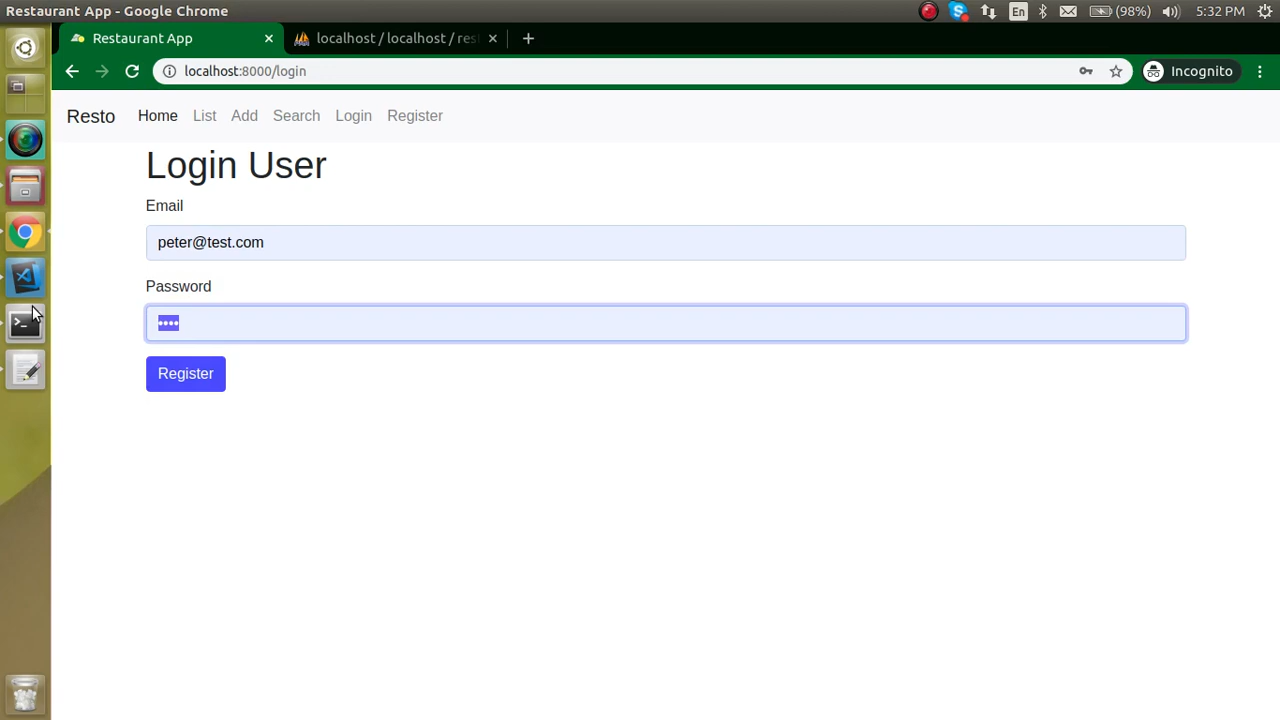 Restaurant App - Google Chrome
En
(98%)
5:32 PM
Restaurant App
localhost / localhost / res
localhost:8000/login
Incognito
Resto Home List Add Search Login Register
Login User
Email
peter@test.com
Password
••••
Register